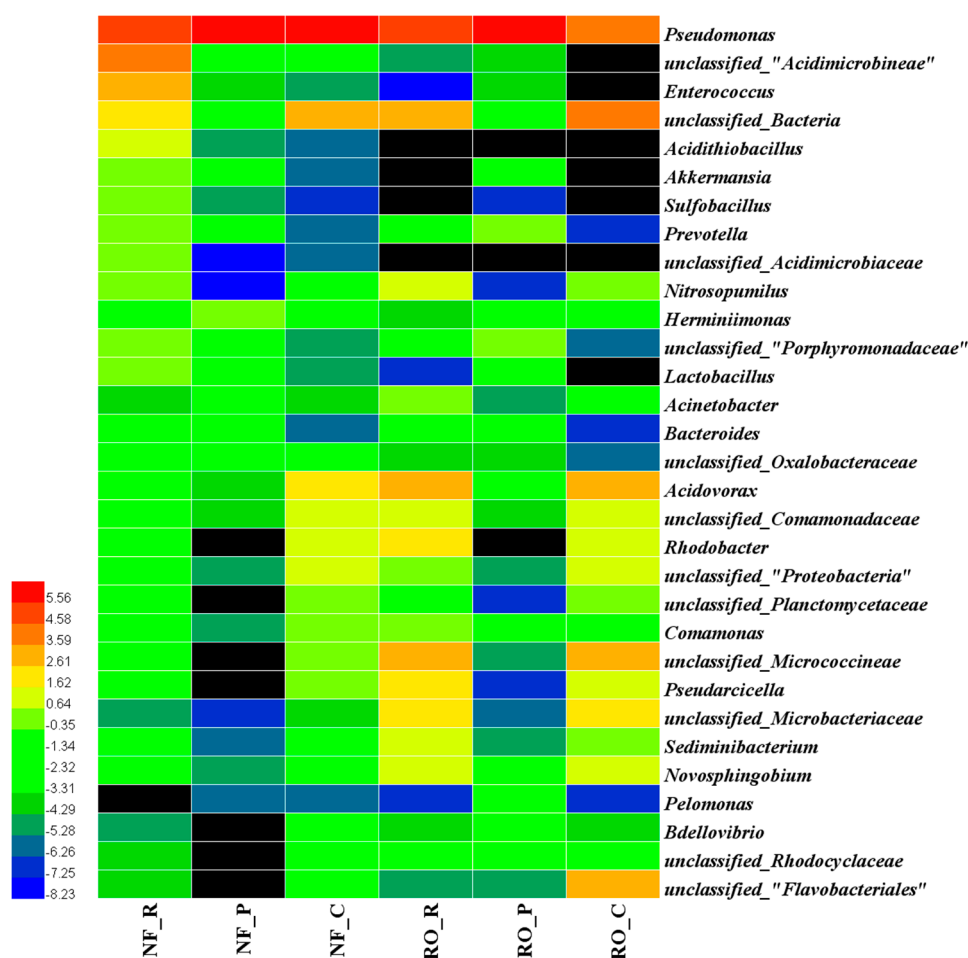 Pseudomonas
unclassified_"Acidimicrobineae"
Enterococcus
unclassified_Bacteria
Acidithiobacillus
Akkermansia
Sulfobacillus
Prevotella
unclassified_Acidimicrobiaceae
Nitrosopumilus
Herminiimonas
unclassified_"Porphyromonadaceae"
Lactobacillus
Acinetobacter
Bacteroides
unclassified_Oxalobacteraceae
Acidovorax
unclassified_Comamonadaceae
Rhodobacter
unclassified_"Proteobacteria"
unclassified_Planctomycetaceae
Comamonas
unclassified_Micrococcineae
Pseudarcicella
unclassified_Microbacteriaceae
Sediminibacterium
Novosphingobium
Pelomonas
Bdellovibrio
unclassified_Rhodocyclaceae
unclassified_"Flavobacteriales"
5.56
4.58
3.59
2.61
1.62
0.64
-0.35
-1.34
-2.32
-3.31
-4.29
-5.28
-6.26
-7.25
-8.23
NF_R
NF_P
NF_C
RO_R
RO_P
RO_C